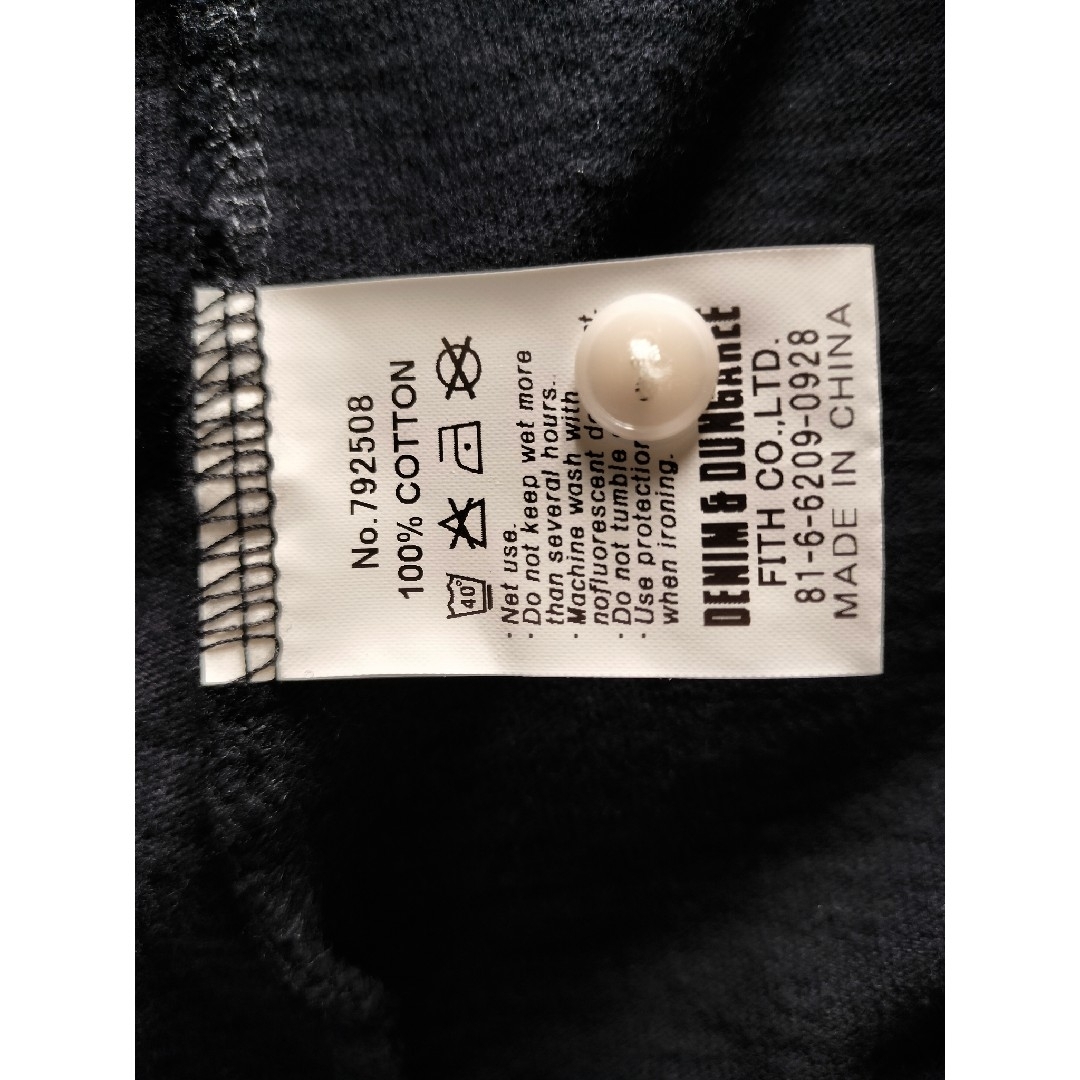 No.792508
100% COTTON
40°
· Net use.
· Do not keep wet more
than several hours.
· Machine wash with
nofluorescent
· Do not tumble
· Use protection
when ironing.
DENIM & DUNGAREE
FITH CO.,LTD.
81-6-6209-0928
MADE IN CHINA